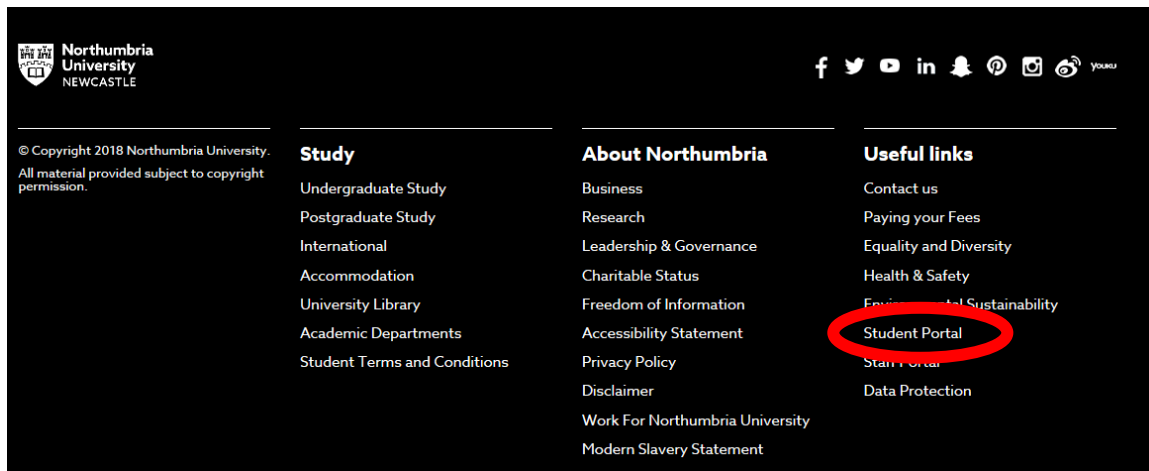 Northumbria
University
NEWCASTLE
YOUKU
© Copyright 2018 Northumbria University.
All material provided subject to copyright
permission.
Study
Undergraduate Study
Postgraduate Study
International
Accommodation
University Library
Academic Departments
Student Terms and Conditions
About Northumbria
Business
Research
Leadership & Governance
Charitable Status
Freedom of Information
Accessibility Statement
Privacy Policy
Disclaimer
Work For Northumbria University
Modern Slavery Statement
Useful links
Contact us
Paying your Fees
Equality and Diversity
Health & Safety
Environmental Sustainability
Student Portal
Staff Portal
Data Protection